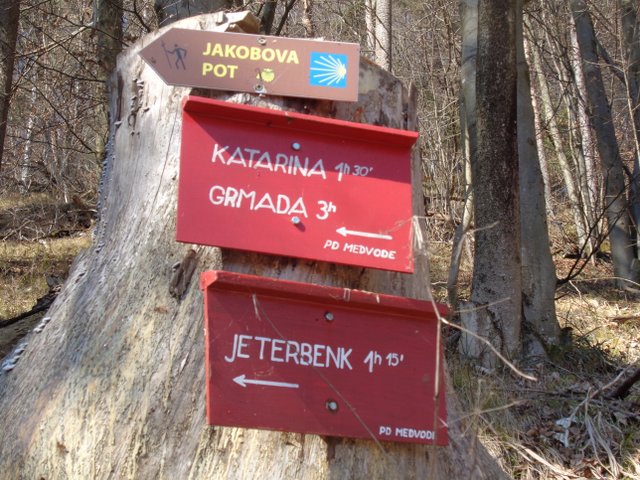 JAKOBOVA
POT
KATARINA 1h 30'
GRMADA 3h
PD MEDVODE
JETERBENK 1h 15'
PD MEDVODE